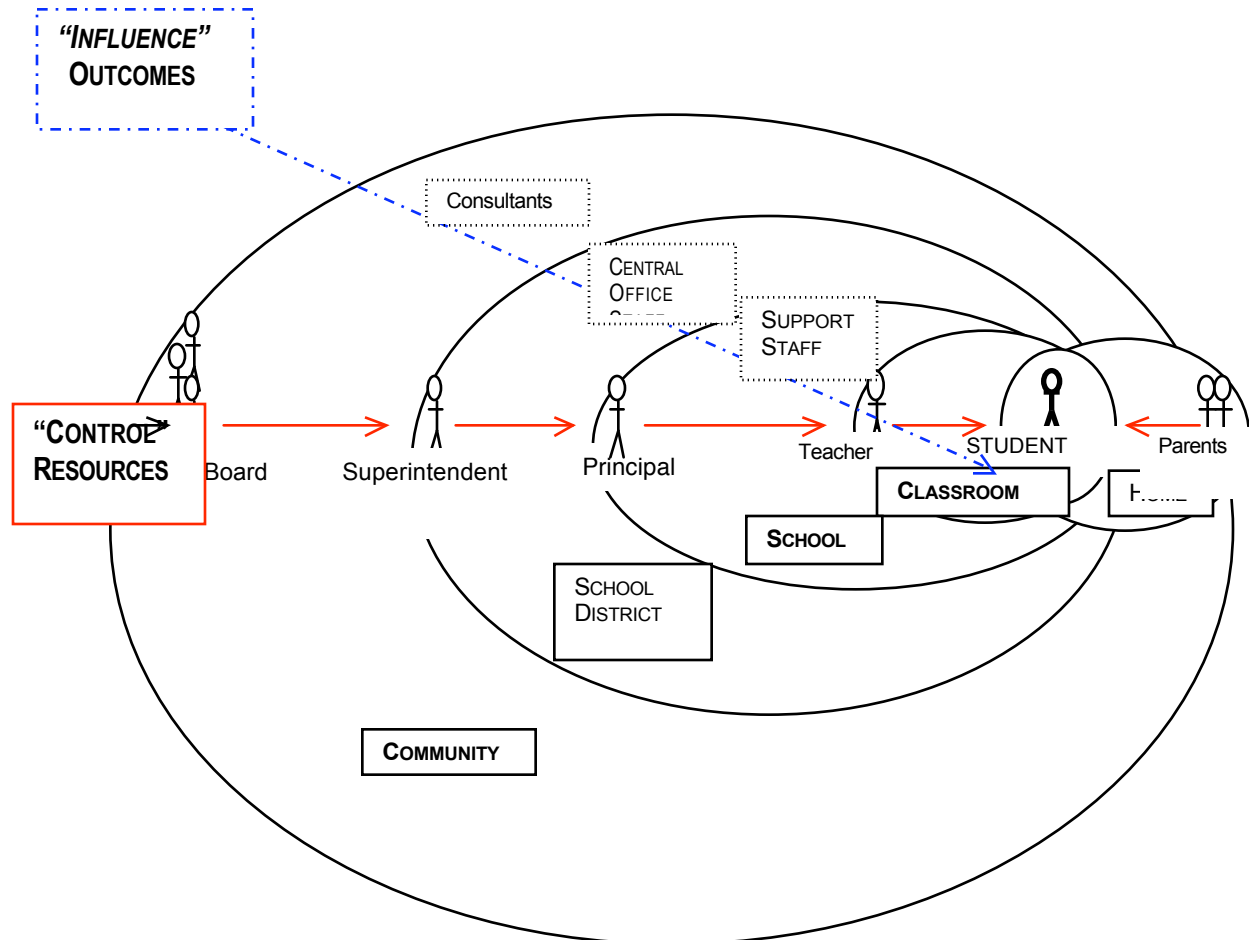 “INFLUENCE”
OUTCOMES
Consultants
CENTRAL
OFFICE
SUPPORT
STAFF
“CONTROL”
RESOURCES
Board
Superintendent
Principal
Teacher
STUDENT
Parents
CLASSROOM
SCHOOL
SCHOOL
DISTRICT
COMMUNITY